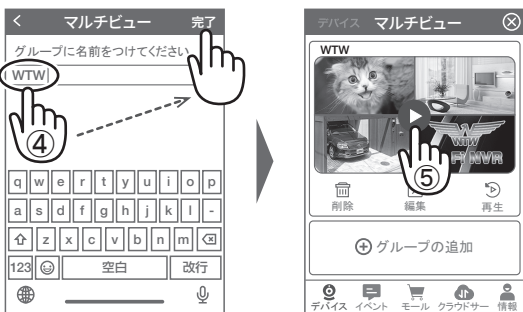 マルチビュー 完了
グループに名前をつけてください
WTW
④
q w e r t y u i o p
a s d f g h j k l -
z x c v b n m
123 空白 改行
デバイス マルチビュー
WTW
WTW
⑤
削除 編集 再生
グループの追加
デバイス イベント モール クラウドサー 情報